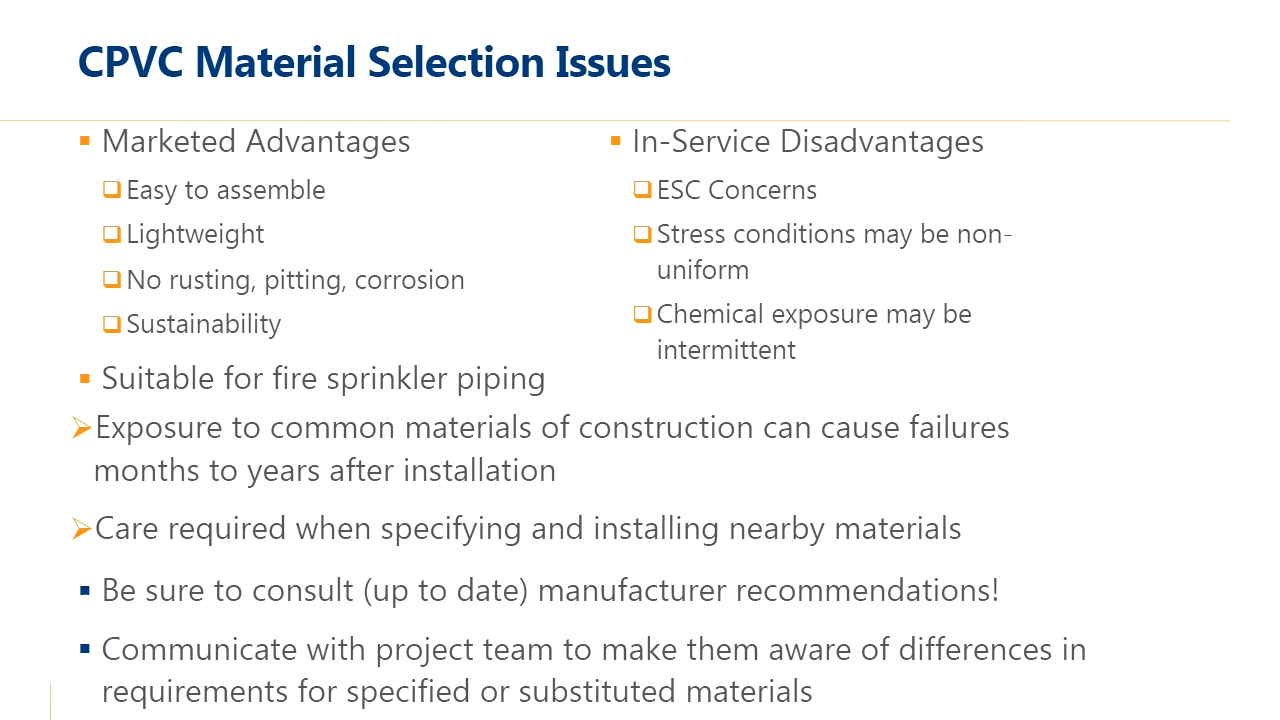 CPVC Material Selection Issues
Marketed Advantages
Easy to assemble
Lightweight
No rusting, pitting, corrosion
Sustainability
Suitable for fire sprinkler piping
In-Service Disadvantages
ESC Concerns
Stress conditions may be non-
uniform
Chemical exposure may be
intermittent
Exposure to common materials of construction can cause failures
months to years after installation
Care required when specifying and installing nearby materials
Be sure to consult (up to date) manufacturer recommendations!
Communicate with project team to make them aware of differences in
requirements for specified or substituted materials